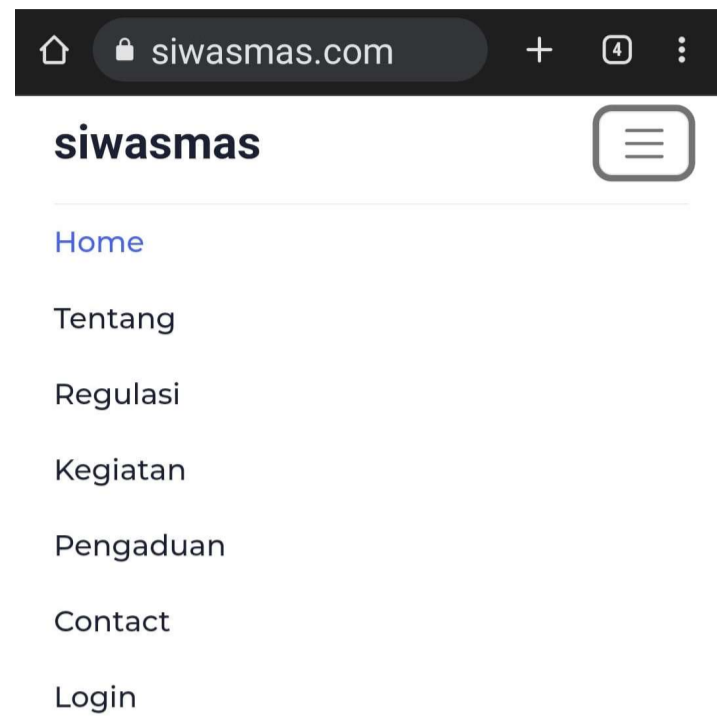 siwasmas.com 4
siwasmas
Home
Tentang
Regulasi
Kegiatan
Pengaduan
Contact
Login